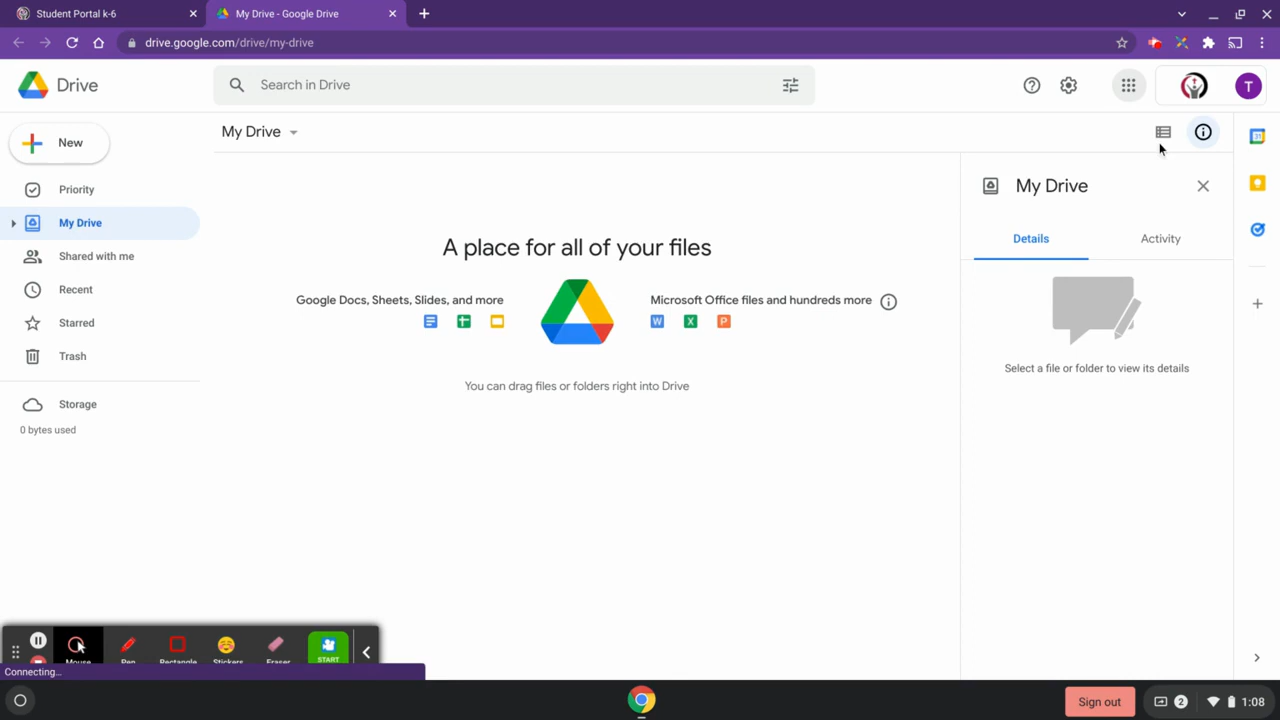 Student Portal k-6
My Drive - Google Drive
drive.google.com/drive/my-drive
Drive
Search in Drive
T
New
My Drive
31
Priority
My Drive
Shared with me
Recent
Starred
Trash
Storage
0 bytes used
A place for all of your files
Google Docs, Sheets, Slides, and more
Microsoft Office files and hundreds more
W X P
You can drag files or folders right into Drive
My Drive
Details
Activity
Select a file or folder to view its details
Mouse
Pen
Rectangle
Stickers
Eraser
START
Connecting...
Sign out
2
1:08